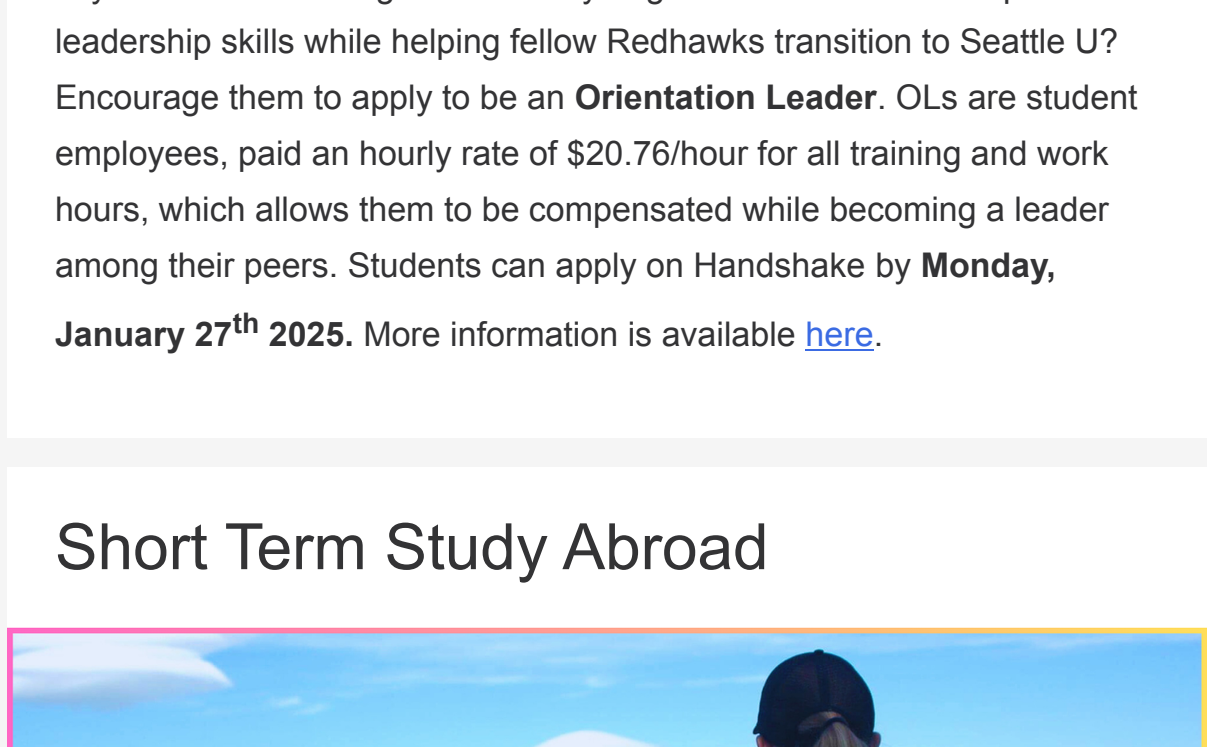 leadership skills while helping fellow Redhawks transition to Seattle U?
Encourage them to apply to be an Orientation Leader. OLs are student
employees, paid an hourly rate of $20.76/hour for all training and work
hours, which allows them to be compensated while becoming a leader
among their peers. Students can apply on Handshake by Monday,
January 27th 2025. More information is available here.
Short Term Study Abroad